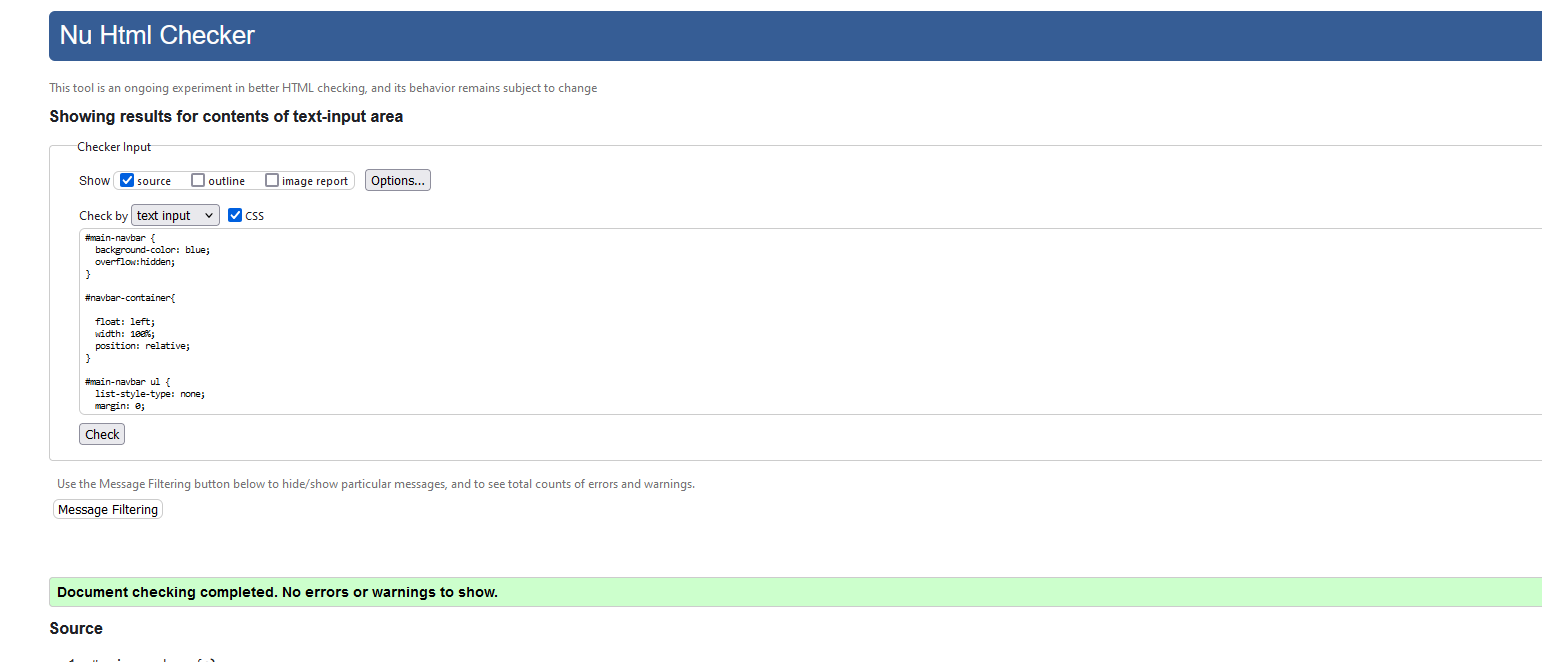 Nu Html Checker
This tool is an ongoing experiment in better HTML checking, and its behavior remains subject to change
Showing results for contents of text-input area
Checker Input
Show source outline image report Options...
Check by text input CSS
#main-navbar {
background-color: blue;
overflow:hidden;
}
#navbar-container{
float: left;
width: 100%;
position: relative;
}
#main-navbar ul {
list-style-type: none;
margin: 0;
Check
Use the Message Filtering button below to hide/show particular messages, and to see total counts of errors and warnings.
Message Filtering
Document checking completed. No errors or warnings to show.
Source